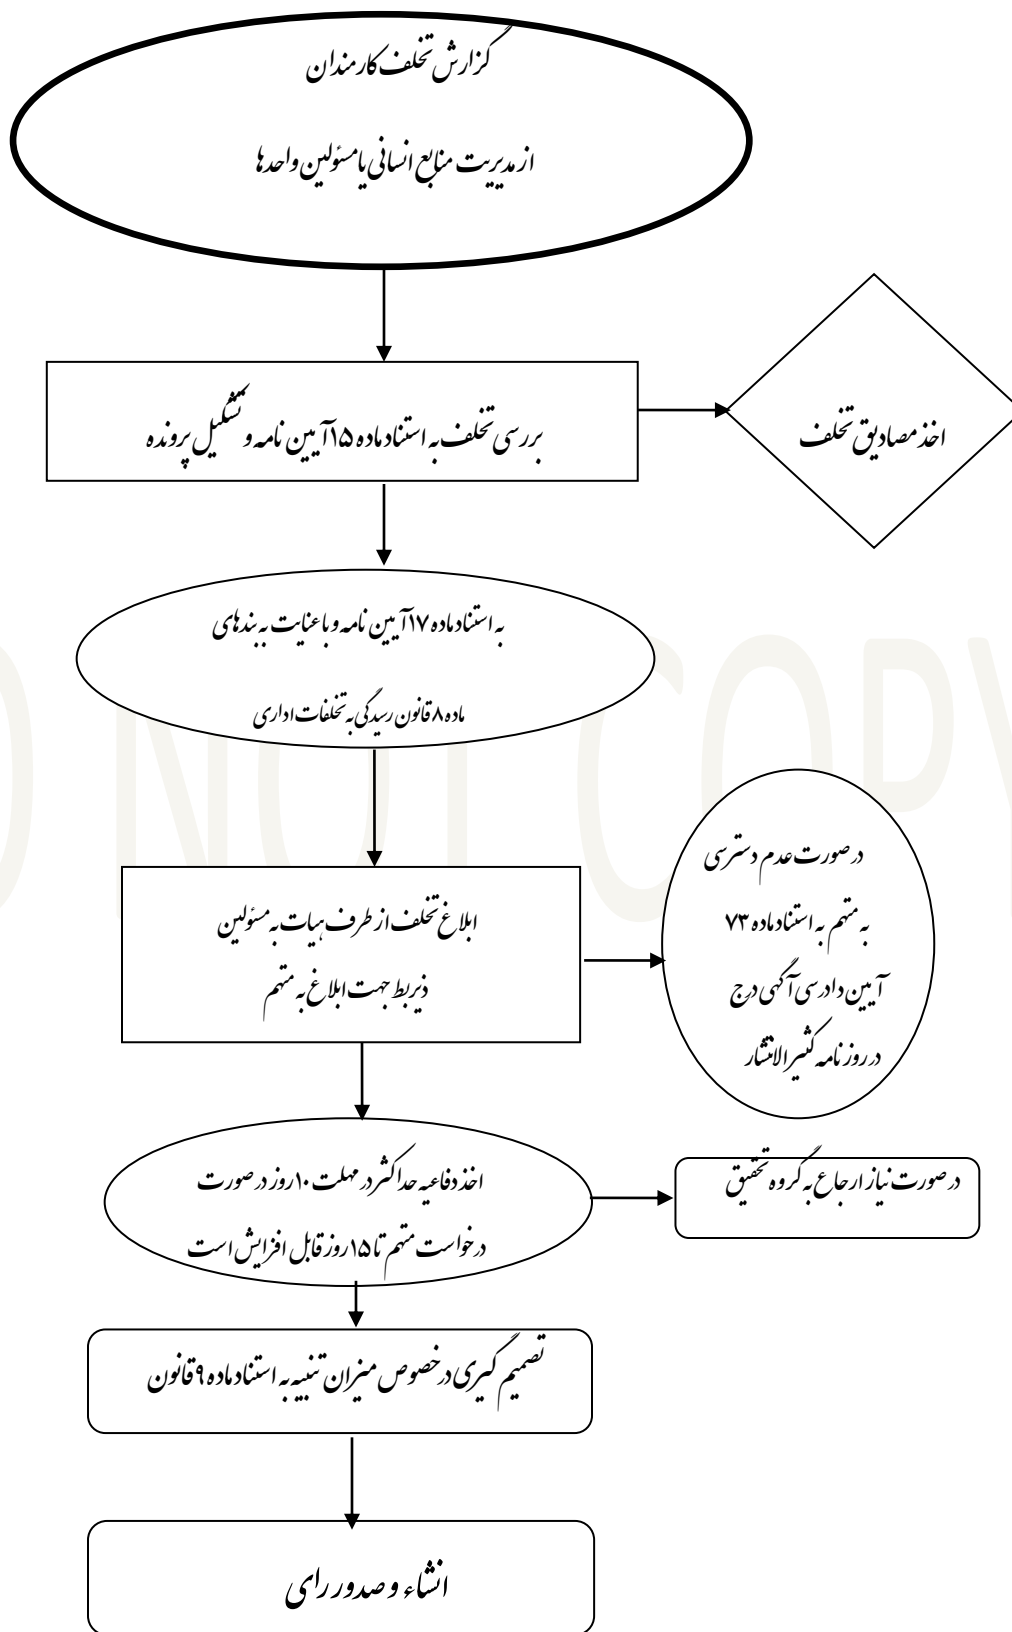 گزارش تخلف کارمندان
از مدیریت منابع انسانی یا مسئولین واحدها
بررسی تخلف به استناد ماده ۱۵ آیین نامه و تشکیل پرونده
اخذ مصادیق تخلف
به استناد ماده ۱۷ آیین نامه و با عنایت به بندهای
ماده ۸ قانون رسیدگی به تخلفات اداری
ابلاغ تخلف از طرف هیات به مسئولین
ذیربط جهت ابلاغ به متهم
در صورت عدم دسترسی
به متهم به استناد ماده ۷۳
آیین دادرسی آگهی درج
در روزنامه کثیرالانتشار
اخذ دفاعیه حداکثر در مهلت ۱۰ روز در صورت
درخواست متهم تا ۱۵ روز قابل افزایش است
در صورت نیاز ارجاع به گروه تحقیق
تصمیم گیری در خصوص میزان تنبیه به استناد ماده ۹ قانون
انشاء و صدور رای
DO NOT COPY